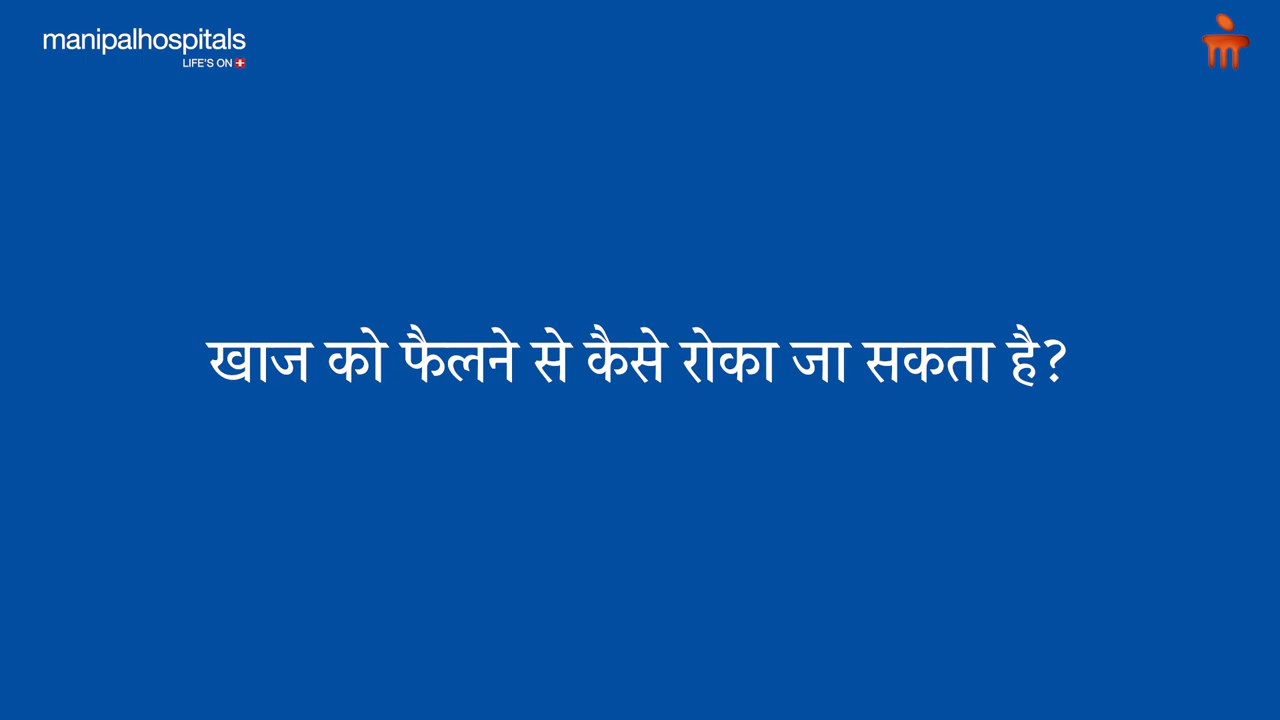 manipalhospitals
LIFE'S ON
खाज को फैलने से कैसे रोका जा सकता है?